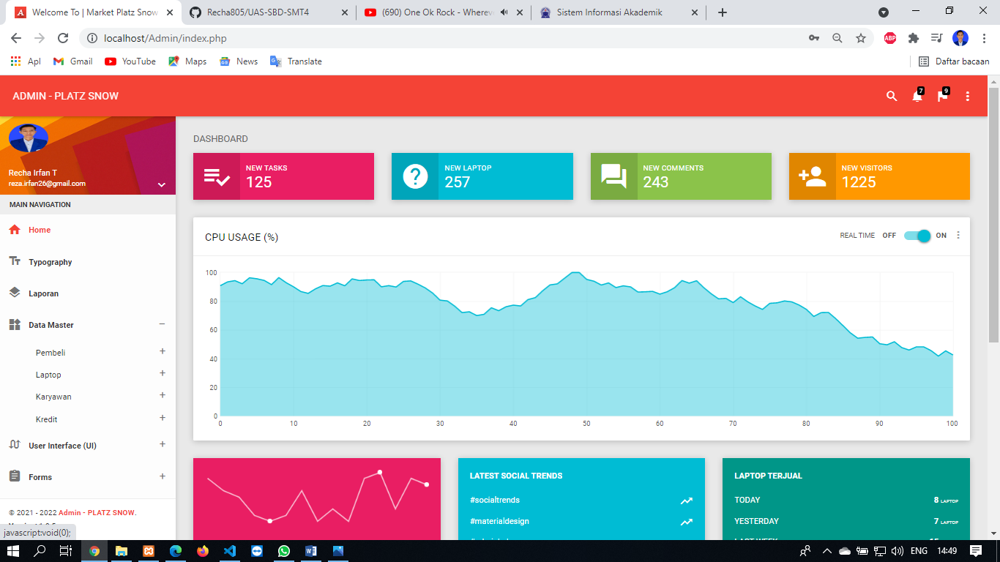 Welcome To | Market Platz Snow
Recha805/UAS-SBD-SMT4
(690) One Ok Rock - Wherev
Sistem Informasi Akademik
localhost/Admin/index.php
ABP
Apl
Gmail
YouTube
Maps
News
Translate
Daftar bacaan
ADMIN - PLATZ SNOW
7
9
Recha Irfan T
reza.irfan26@gmail.com
MAIN NAVIGATION
Home
Typography
Laporan
Data Master
Pembeli
Laptop
Karyawan
Kredit
User Interface (UI)
Forms
© 2021 - 2022 Admin - PLATZ SNOW.
javascript:void(0);
DASHBOARD
NEW TASKS
125
NEW LAPTOP
257
NEW COMMENTS
243
NEW VISITORS
1225
CPU USAGE (%)
REAL TIME OFF ON
100
80
60
40
20
0
0 10 20 30 40 50 60 70 80 90 100
LATEST SOCIAL TRENDS
#socialtrends
#materialdesign
LAPTOP TERJUAL
TODAY 8 LAPTOP
YESTERDAY 7 LAPTOP
LAST WEEK
ENG 14:49